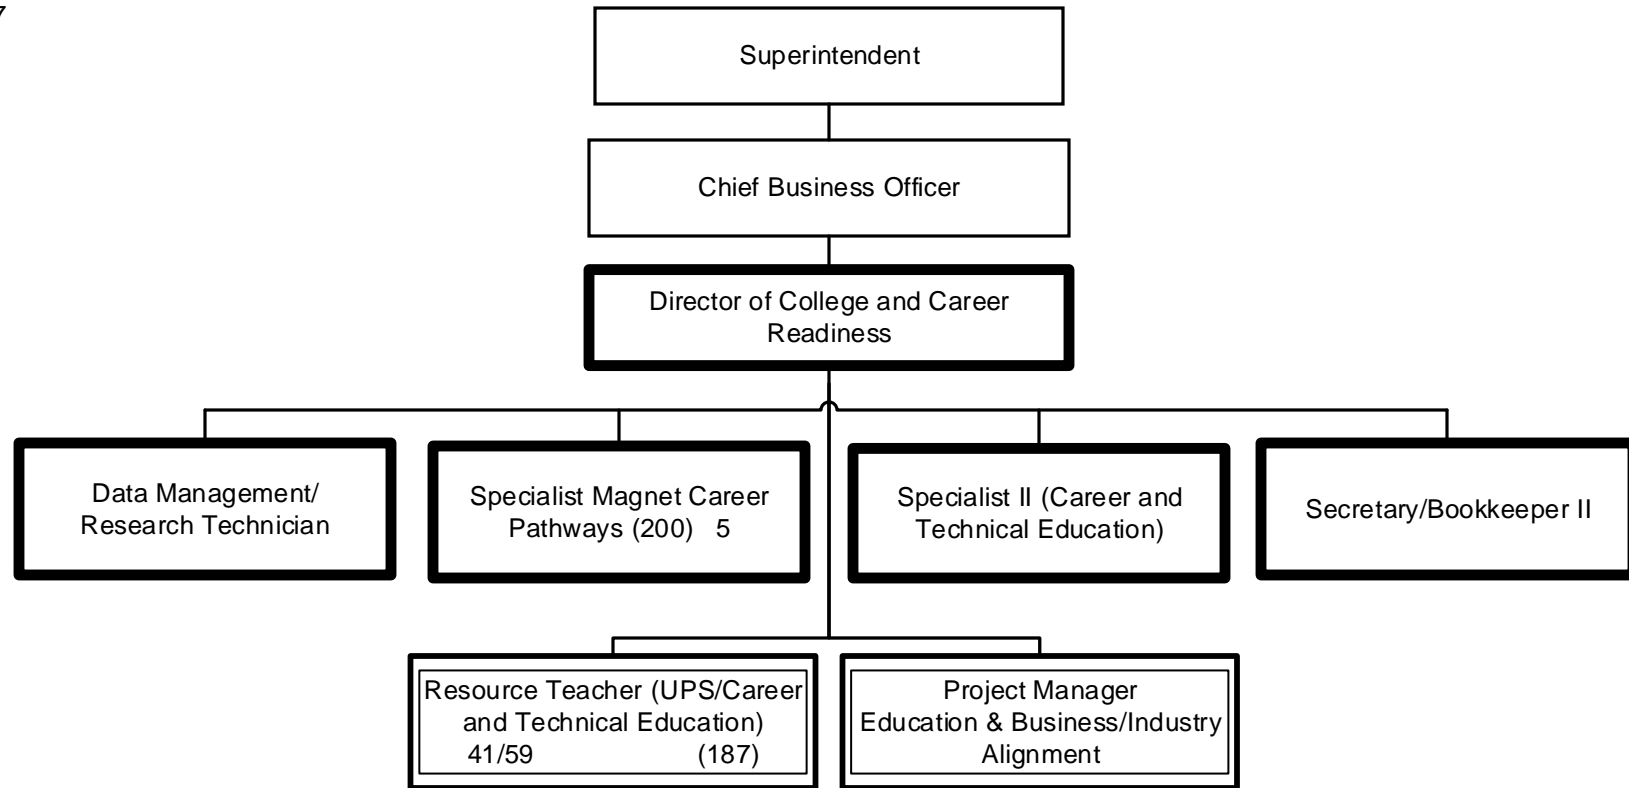 7
Superintendent
Chief Business Officer
Director of College and Career
Readiness
Data Management/
Research Technician
Specialist Magnet Career
Pathways (200)   5
Specialist II (Career and
Technical Education)
Secretary/Bookkeeper II
Resource Teacher (UPS/Career
and Technical Education)
41/59   (187)
Project Manager
Education & Business/Industry
Alignment